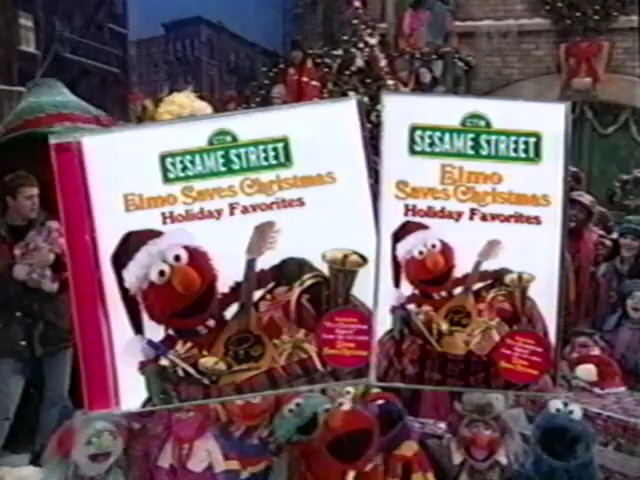 CTW
SESAME STREET
Elmo Saves Christmas
Holiday Favorites
CTW
SESAME STREET
Elmo
Saves Christmas
Holiday Favorites